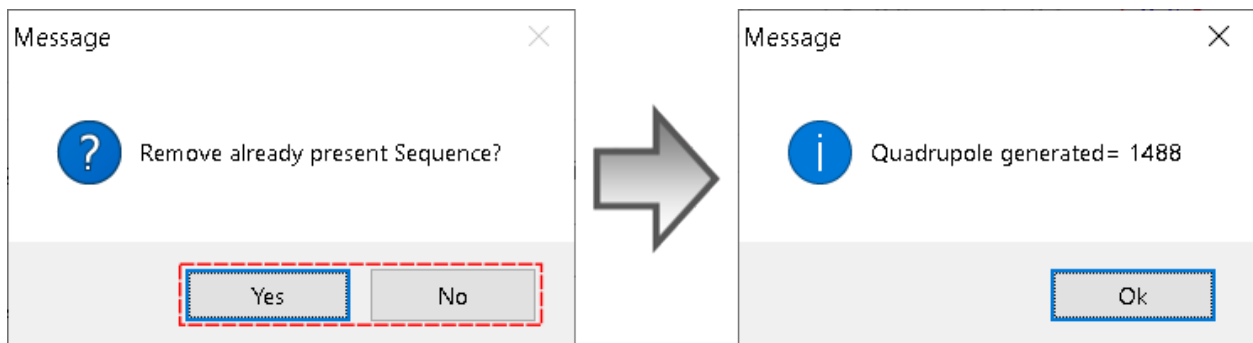 Message
Remove already present Sequence?
Yes
No
Message
Quadrupole generated= 1488
Ok